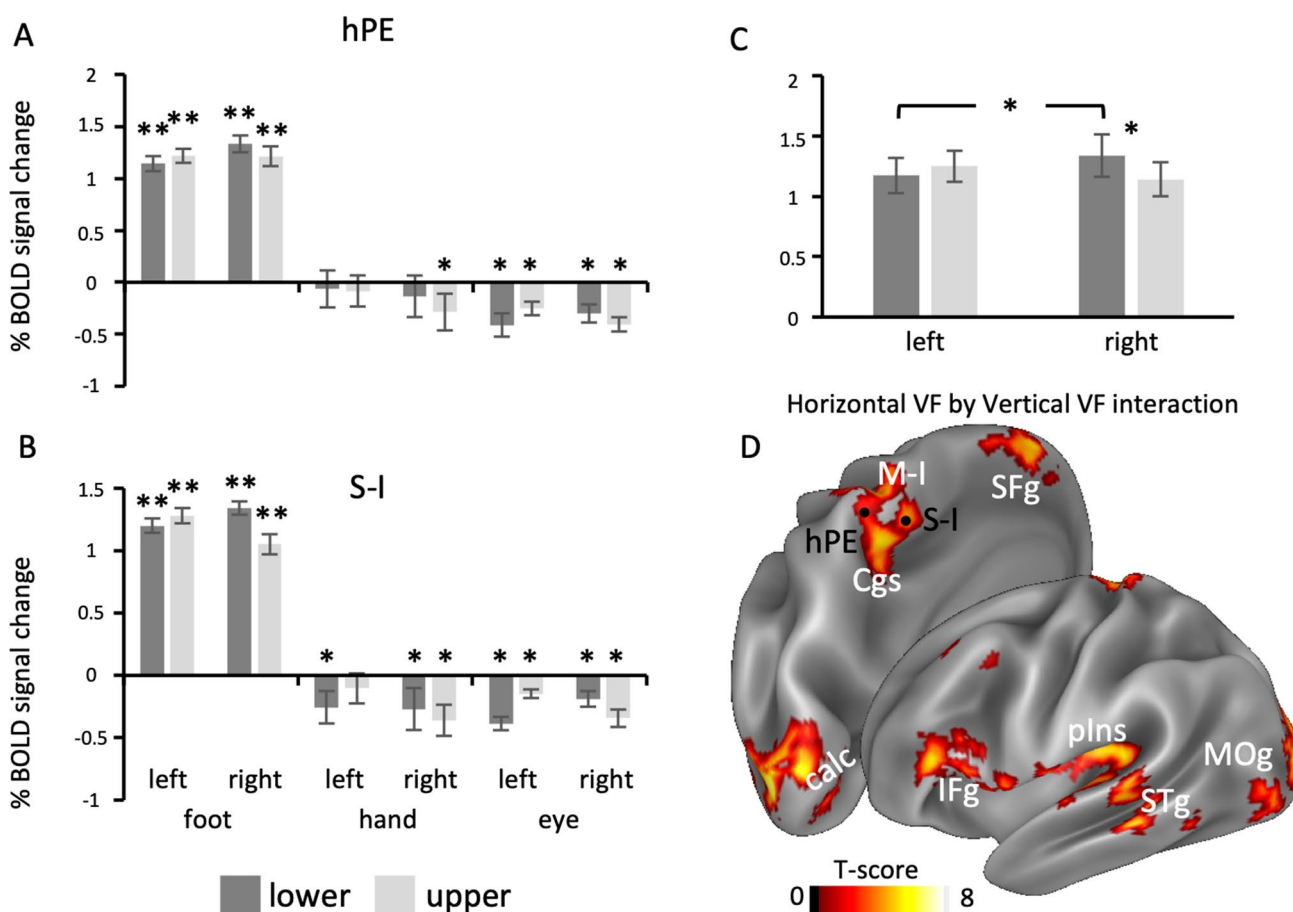 A
hPE
% BOLD signal change
2
1.5
1
0.5
0
-0.5
-1
** ** ** **
* * * * *
B
S-I
% BOLD signal change
1.5
1
0.5
0
-0.5
-1
** ** ** **
* * * * * * *
left right left right left right
foot hand eye
lower upper
C
2
1.5
1
0.5
0
*
*
left right
Horizontal VF by Vertical VF interaction
D
M-I
SFg
hPE
S-I
Cgs
calc
IFg
pIns
STg
MOg
T-score
0 8